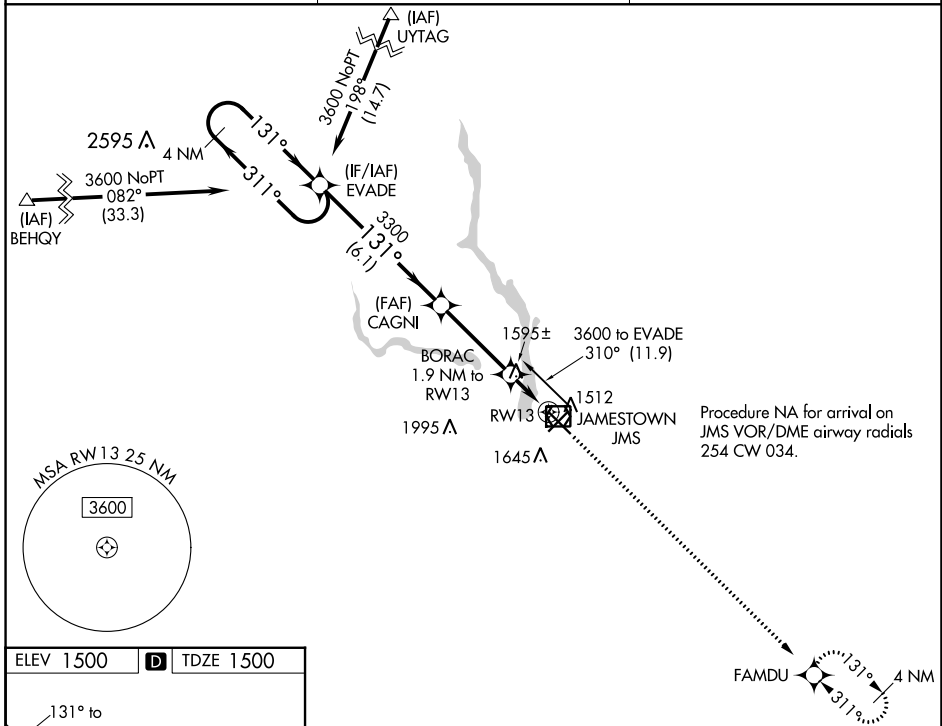 (IAF)
UYTAG
3600 NoPT
198°
(14.7)
2595
4 NM
131°
311°
3600 NoPT
082°
(33.3)
(IAF)
BEHQY
(IF/IAF)
EVADE
3300
131°
(6.1)
(FAF)
CAGNI
1595±
3600 to EVADE
310° (11.9)
BORAC
1.9 NM to
RW13
1512
RW13
JAMESTOWN
JMS
1995
1645
Procedure NA for arrival on
JMS VOR/DME airway radials
254 CW 034.
MSA RW13 25 NM
3600
ELEV 1500 D TDZE 1500
131° to
FAMDU
131°
311°
4 NM